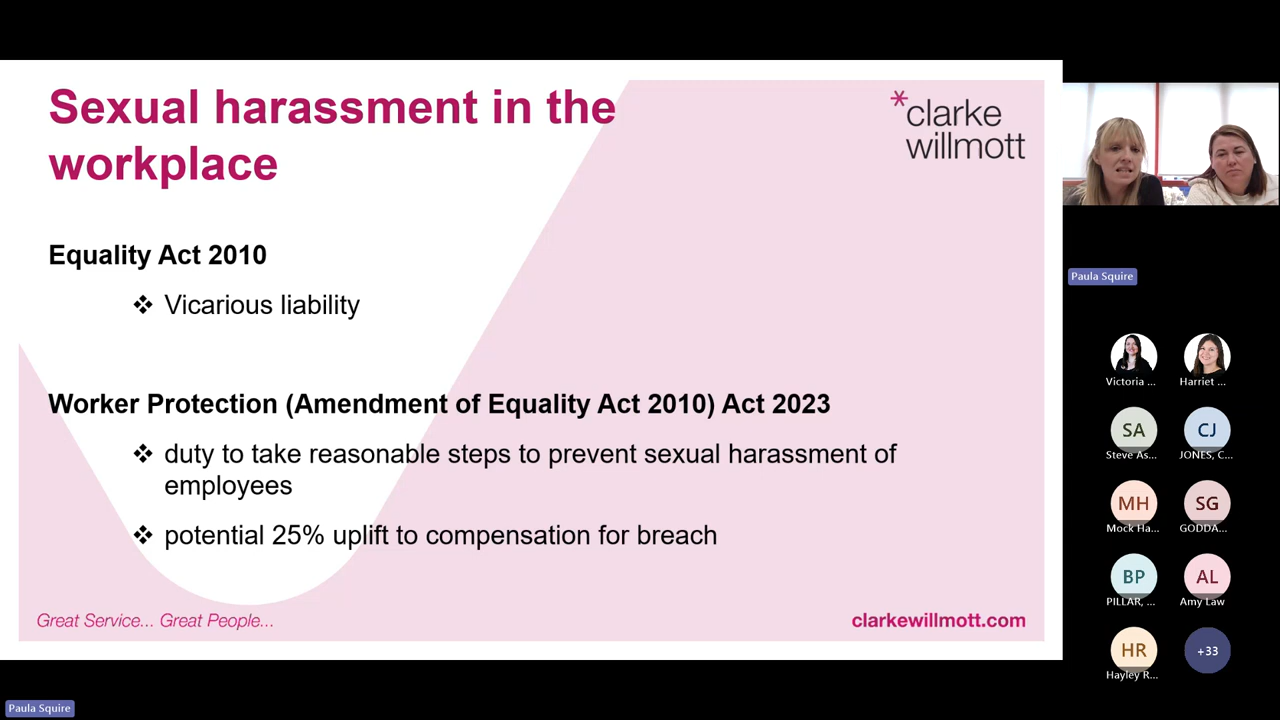 Sexual harassment in the
workplace
*clarke
willmott
Equality Act 2010
❖ Vicarious liability
Worker Protection (Amendment of Equality Act 2010) Act 2023
❖ duty to take reasonable steps to prevent sexual harassment of
employees
❖ potential 25% uplift to compensation for breach
Great Service... Great People...
clarkewillmott.com
Paula Squire
Victoria ...
Harriet ...
SA
Steve As...
CJ
JONES, C...
MH
Mock Ha...
SG
GODDA...
BP
PILLAR, ...
AL
Amy Law
HR
Hayley R...
+33
Paula Squire